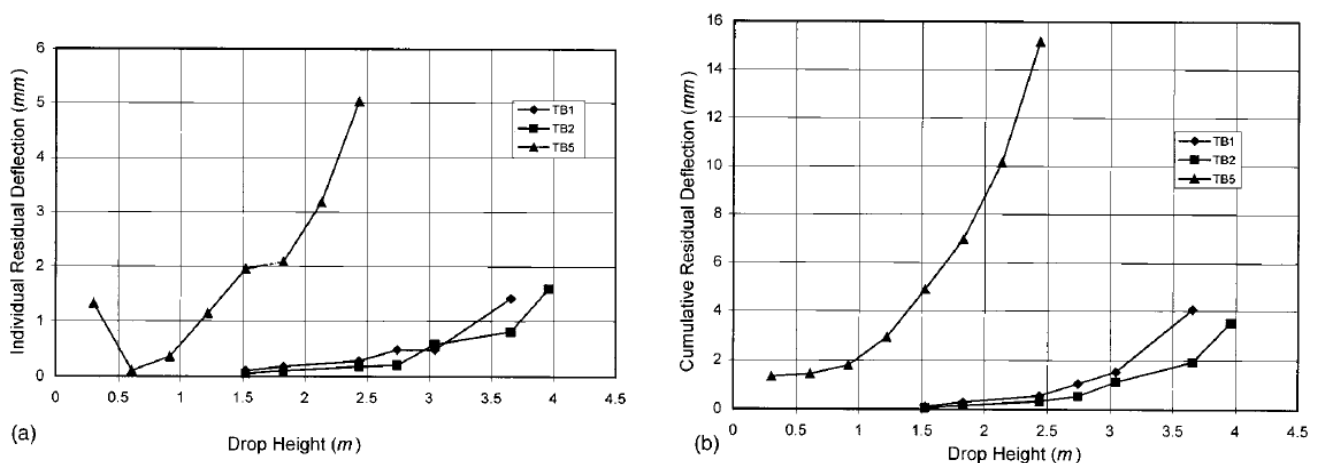 Individual Residual Deflection (mm)
6
5
4
3
2
1
0
0 0.5 1 1.5 2 2.5 3 3.5 4 4.5
TB1
TB2
TB5
Drop Height (m)
(a)
Cumulative Residual Deflection (mm)
16
14
12
10
8
6
4
2
0
0 0.5 1 1.5 2 2.5 3 3.5 4 4.5
TB1
TB2
TB5
Drop Height (m)
(b)